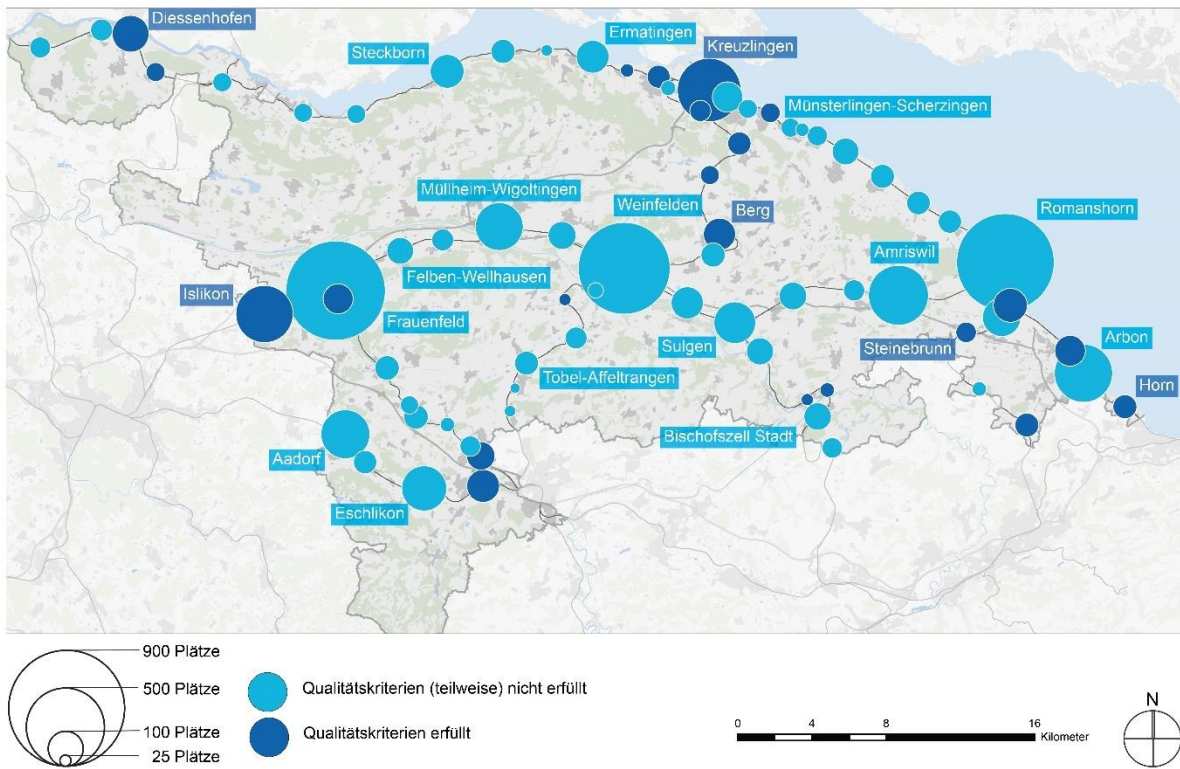 Diessenhofen
Steckborn
Ermatingen
Kreuzlingen
Münsterlingen-Scherzingen
Müllheim-Wigoltingen
Weinfelden
Berg
Romanshorn
Amriswil
Felben-Wellhausen
Islikon
Frauenfeld
Sulgen
Steinebrunn
Arbon
Tobel-Affeltrangen
Horn
Bischofszell Stadt
Aadorf
Eschlikon
900 Plätze
500 Plätze
100 Plätze
25 Plätze
Qualitätskriterien (teilweise) nicht erfüllt
Qualitätskriterien erfüllt
0 4 8 16
Kilometer
N